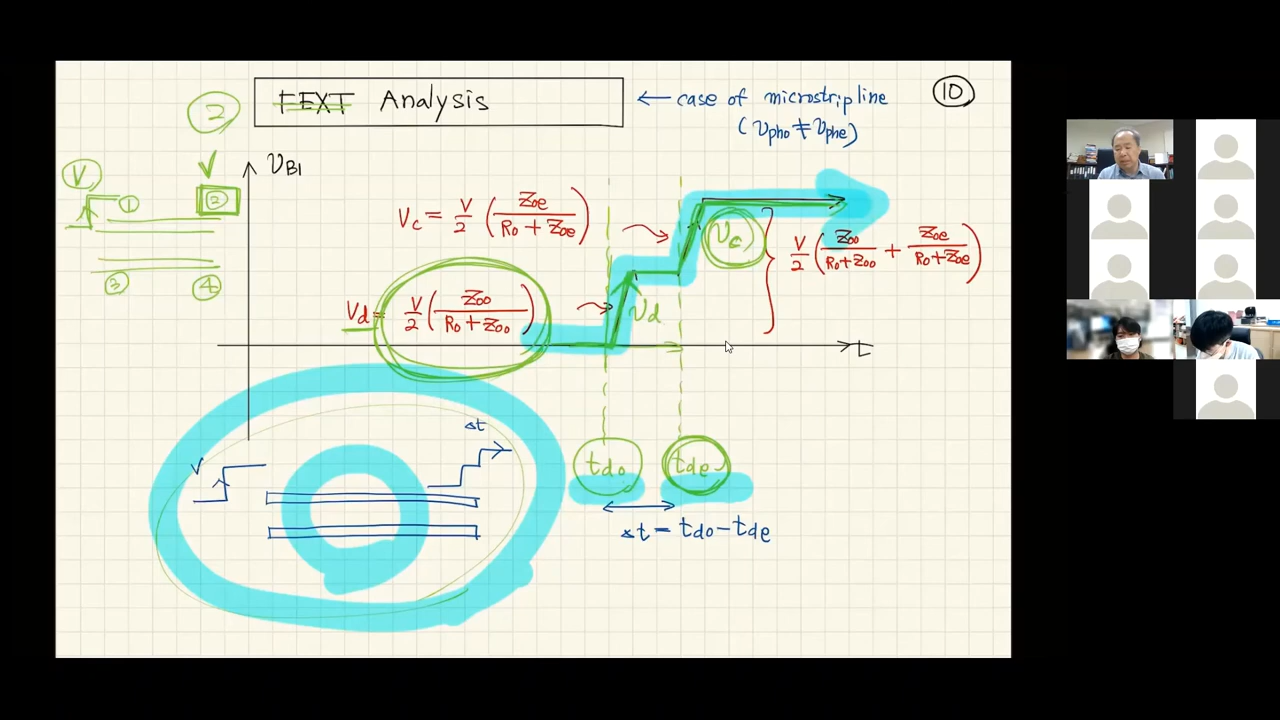 2
FEXT Analysis
← case of microstrip line
(υpho ≠ υphe)
10
υB1
V
①
②
③
④
Vc = V/2 (Zoe / (Ro + Zoe))
Vd = V/2 (Zoo / (Ro + Zoo))
υc
υd
V/2 (Zoo / (Ro + Zoo) + Zoe / (Ro + Zoe))
t
V
Δt
tdo
tde
Δt = tdo - tde